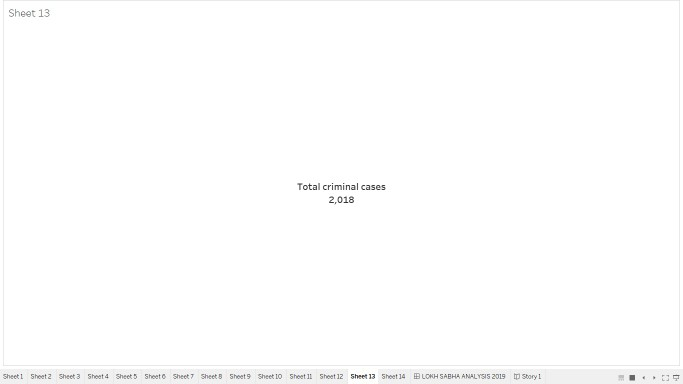 Sheet 13
Total criminal cases
2,018
Sheet 1 Sheet 2 Sheet 3 Sheet 4 Sheet 5 Sheet 6 Sheet 7 Sheet 8 Sheet 9 Sheet 10 Sheet 11 Sheet 12 Sheet 13 Sheet 14 LOKH SABHA ANALYSIS 2019 Story 1